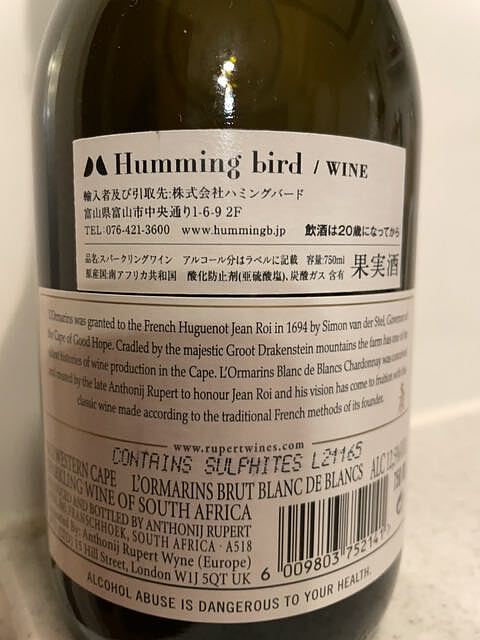 Humming bird / WINE
輸入者及び引取先:株式会社ハミングバード
富山県富山市中央通り1-6-9 2F
TEL:076-421-3600 www.hummingb.jp 飲酒は20歳になってから
品名:スパークリングワイン アルコール分はラベルに記載 容量:750ml
原産国:南アフリカ共和国 酸化防止剤(亜硫酸塩)、炭酸ガス 含有
果実酒
L'Ormarins was granted to the French Huguenot Jean Roi in 1694 by Simon van der Stel, Governor of
the Cape of Good Hope. Cradled by the majestic Groot Drakenstein mountains the farm has one of the
histories of wine production in the Cape. L'Ormarins Blanc de Blancs Chardonnay was conceived
and created by the late Anthonij Rupert to honour Jean Roi and his vision has come to fruition with this
classic wine made according to the traditional French methods of its founder.
www.rupertwines.com
CONTAINS SULPHITES L21165
WESTERN CAPE L'ORMARINS BRUT BLANC DE BLANCS ALC
SPARKLING WINE OF SOUTH AFRICA
AND BOTTLED BY ANTHONIJ RUPERT
FRANSCHHOEK, SOUTH AFRICA · A518
By: Anthonij Rupert Wyne (Europe)
15 Hill Street, London W1J 5QT UK
6 009803 752141
ALCOHOL ABUSE IS DANGEROUS TO YOUR HEALTH.